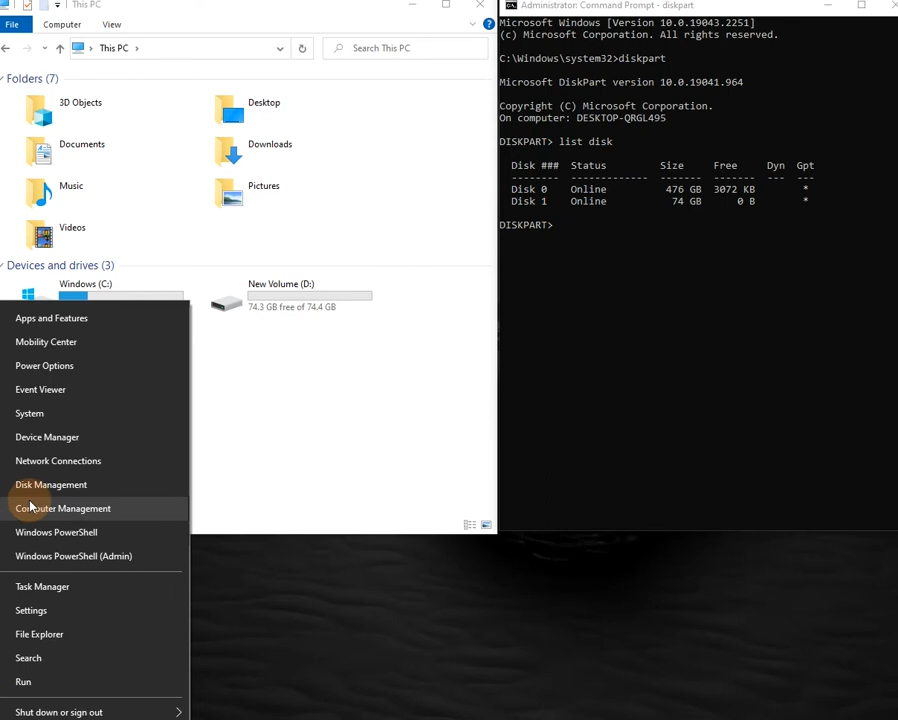 This PC
File
Computer
View
This PC
Search This PC
Folders (7)
3D Objects
Desktop
Documents
Downloads
Music
Pictures
Videos
Devices and drives (3)
Windows (C:)
New Volume (D:)
74.3 GB free of 74.4 GB
Apps and Features
Mobility Center
Power Options
Event Viewer
System
Device Manager
Network Connections
Disk Management
Computer Management
Windows PowerShell
Windows PowerShell (Admin)
Task Manager
Settings
File Explorer
Search
Run
Shut down or sign out
Administrator: Command Prompt - diskpart
Microsoft Windows [Version 10.0.19043.2251]
(c) Microsoft Corporation. All rights reserved.
C:\Windows\system32>diskpart
Microsoft DiskPart version 10.0.19041.964
Copyright (C) Microsoft Corporation.
On computer: DESKTOP-QRGL495
DISKPART> list disk
Disk ### Status Size Free Dyn Gpt
-------- ------------- ------- ------- --- ---
Disk 0 Online 476 GB 3072 KB *
Disk 1 Online 74 GB 0 B *
DISKPART>